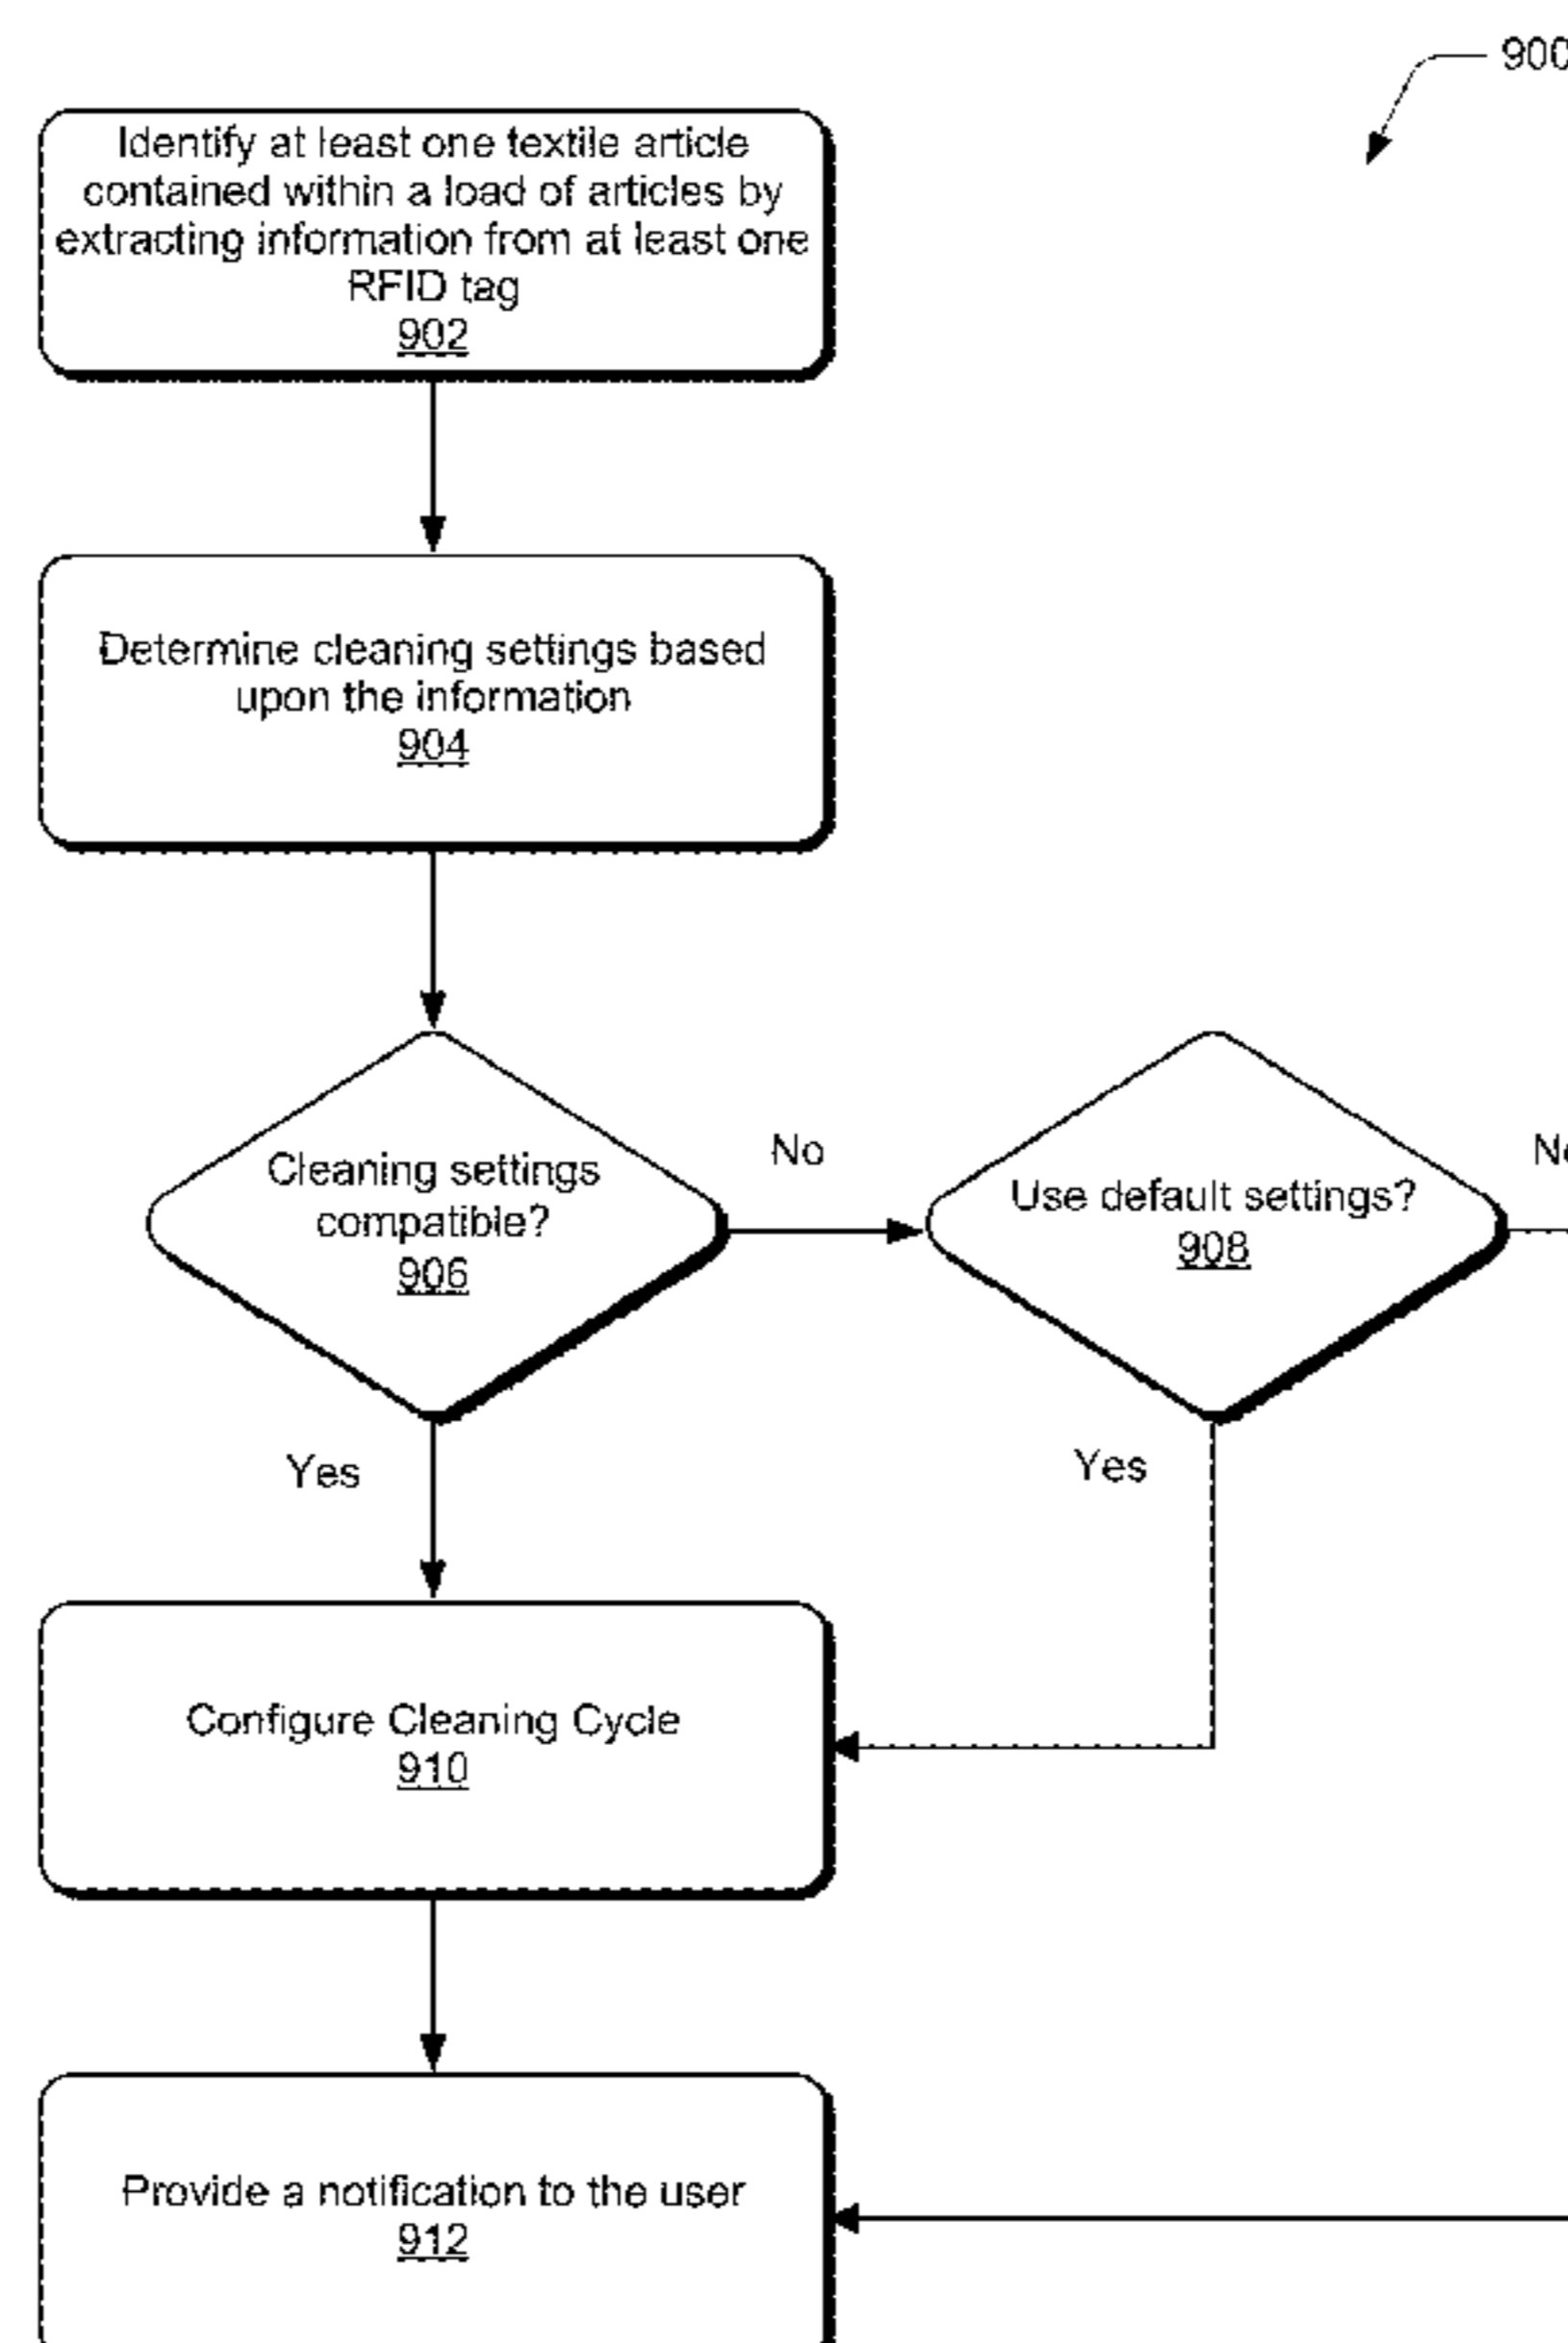 900
Identify at least one textile article
contained within a load of articles by
extracting information from at least one
RFID tag
902
Determine cleaning settings based
upon the information
904
Cleaning settings
compatible?
906
No
Use default settings?
908
No
Yes
Yes
Configure Cleaning Cycle
910
Provide a notification to the user
912